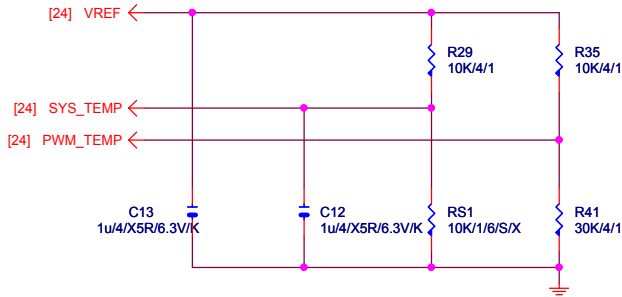 [24] VREF
R29
10K/4/1
R35
10K/4/1
[24] SYS_TEMP
[24] PWM_TEMP
C13
1u/4/X5R/6.3V/K
C12
1u/4/X5R/6.3V/K
RS1
10K/1/6/S/X
R41
30K/4/1